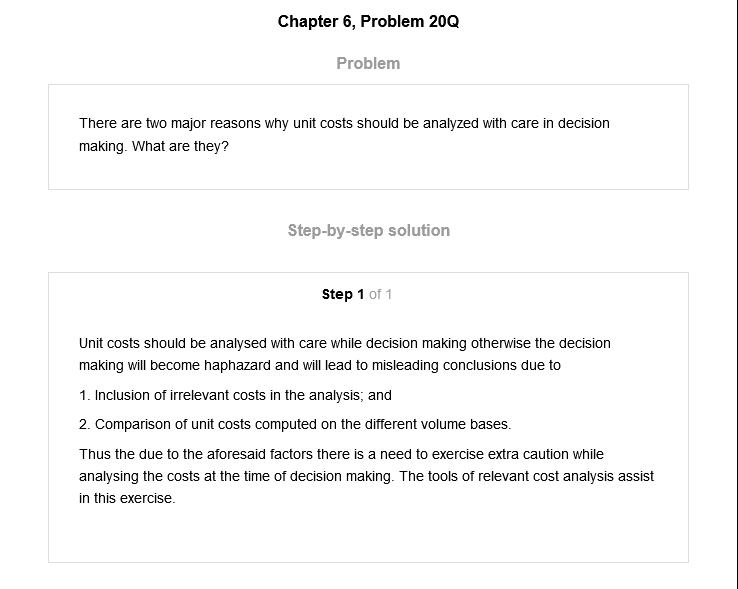 Chapter 6, Problem 20Q
Problem
There are two major reasons why unit costs should be analyzed with care in decision
making. What are they?
Step-by-step solution
Step 1 of 1
Unit costs should be analysed with care while decision making otherwise the decision
making will become haphazard and will lead to misleading conclusions due to
1. Inclusion of irrelevant costs in the analysis; and
2. Comparison of unit costs computed on the different volume bases.
Thus the due to the aforesaid factors there is a need to exercise extra caution while
analysing the costs at the time of decision making. The tools of relevant cost analysis assist
in this exercise.